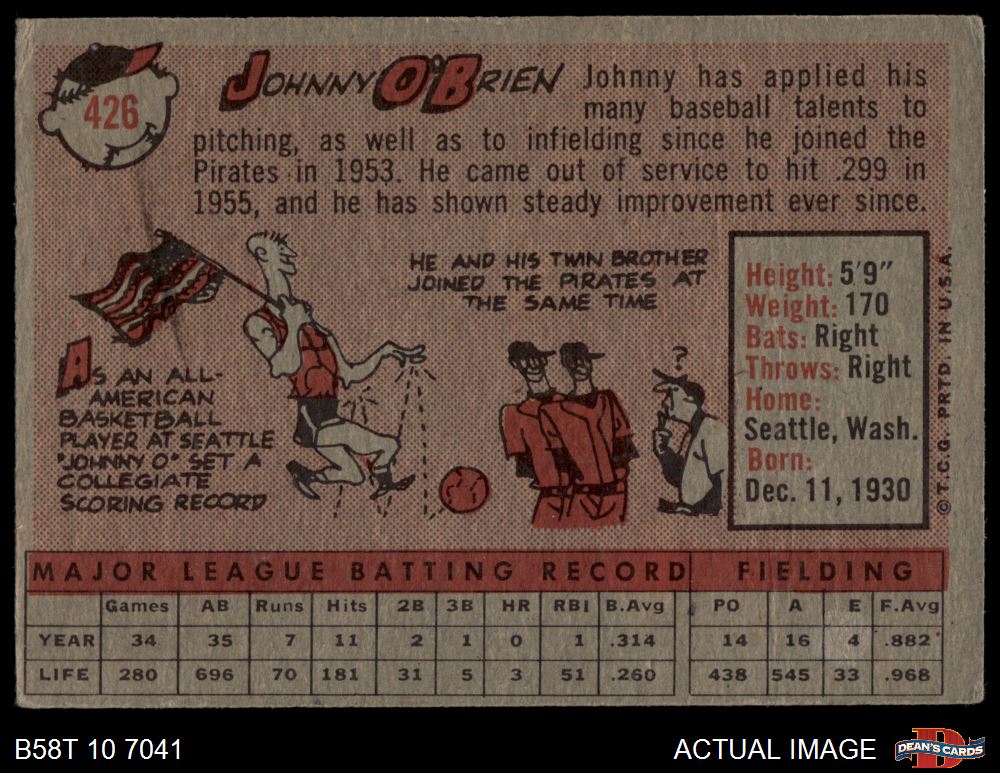 426
JOHNNY O'BRIEN
Johnny has applied his
many baseball talents to
pitching, as well as to infielding since he joined the
Pirates in 1953. He came out of service to hit .299 in
1955, and he has shown steady improvement ever since.
AS AN ALL-
AMERICAN
BASKETBALL
PLAYER AT SEATTLE
"JOHNNY O" SET A
COLLEGIATE
SCORING RECORD
HE AND HIS TWIN BROTHER
JOINED THE PIRATES AT
THE SAME TIME
?
Height: 5'9"
Weight: 170
Bats: Right
Throws: Right
Home:
Seattle, Wash.
Born:
Dec. 11, 1930
©T.C.G. PRTD. IN U.S.A.
MAJOR LEAGUE BATTING RECORD FIELDING
Games AB Runs Hits 2B 3B HR RBI B.Avg PO A E F.Avg
YEAR 34 35 7 11 2 1 0 1 .314 14 16 4 .882
LIFE 280 696 70 181 31 5 3 51 .260 438 545 33 .968
B58T 10 7041
ACTUAL IMAGE
D
DEAN'S CARDS